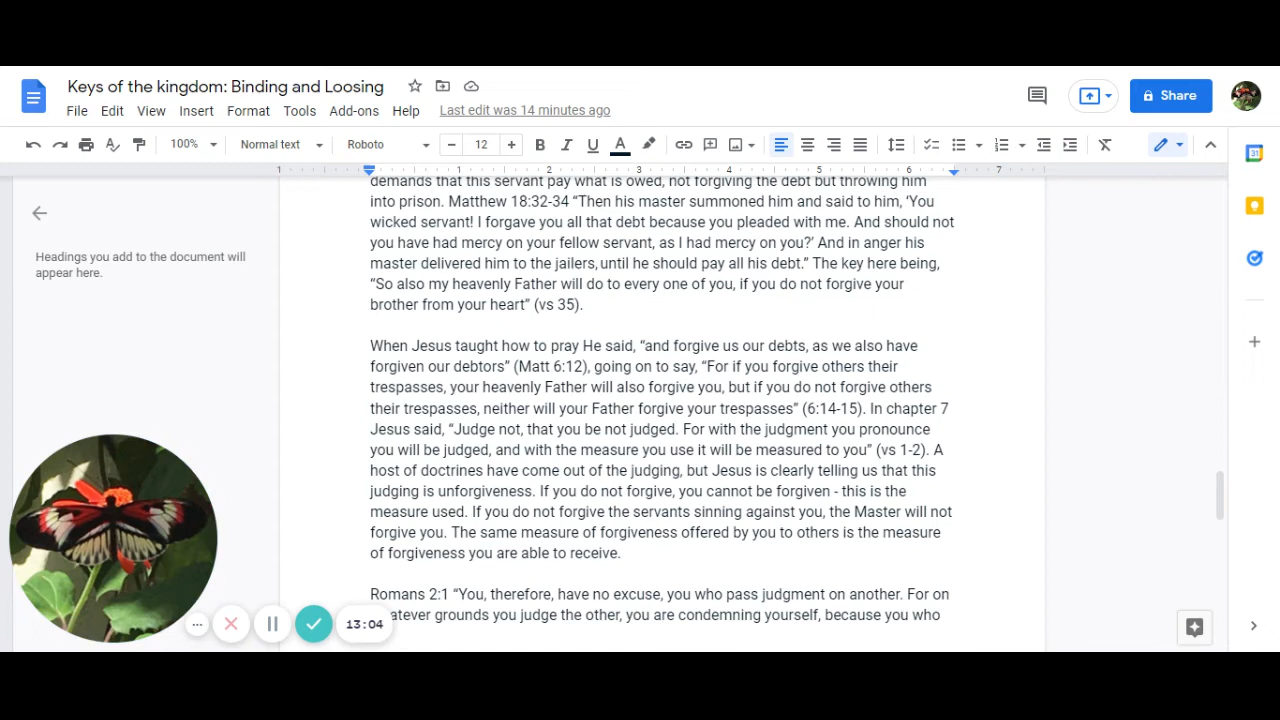 Keys of the kingdom: Binding and Loosing
File Edit View Insert Format Tools Add-ons Help Last edit was 14 minutes ago
Share
100% Normal text Roboto 12 B I U A
1 1 2 3 4 5 6 7
Headings you add to the document will
appear here.
demands that this servant pay what is owed, not forgiving the debt but throwing him
into prison. Matthew 18:32-34 “Then his master summoned him and said to him, ‘You
wicked servant! I forgave you all that debt because you pleaded with me. And should not
you have had mercy on your fellow servant, as I had mercy on you?’ And in anger his
master delivered him to the jailers, until he should pay all his debt.” The key here being,
“So also my heavenly Father will do to every one of you, if you do not forgive your
brother from your heart” (vs 35).
When Jesus taught how to pray He said, “and forgive us our debts, as we also have
forgiven our debtors” (Matt 6:12), going on to say, “For if you forgive others their
trespasses, your heavenly Father will also forgive you, but if you do not forgive others
their trespasses, neither will your Father forgive your trespasses” (6:14-15). In chapter 7
Jesus said, “Judge not, that you be not judged. For with the judgment you pronounce
you will be judged, and with the measure you use it will be measured to you” (vs 1-2). A
host of doctrines have come out of the judging, but Jesus is clearly telling us that this
judging is unforgiveness. If you do not forgive, you cannot be forgiven - this is the
measure used. If you do not forgive the servants sinning against you, the Master will not
forgive you. The same measure of forgiveness offered by you to others is the measure
of forgiveness you are able to receive.
Romans 2:1 “You, therefore, have no excuse, you who pass judgment on another. For on
atever grounds you judge the other, you are condemning yourself, because you who
13:04
31